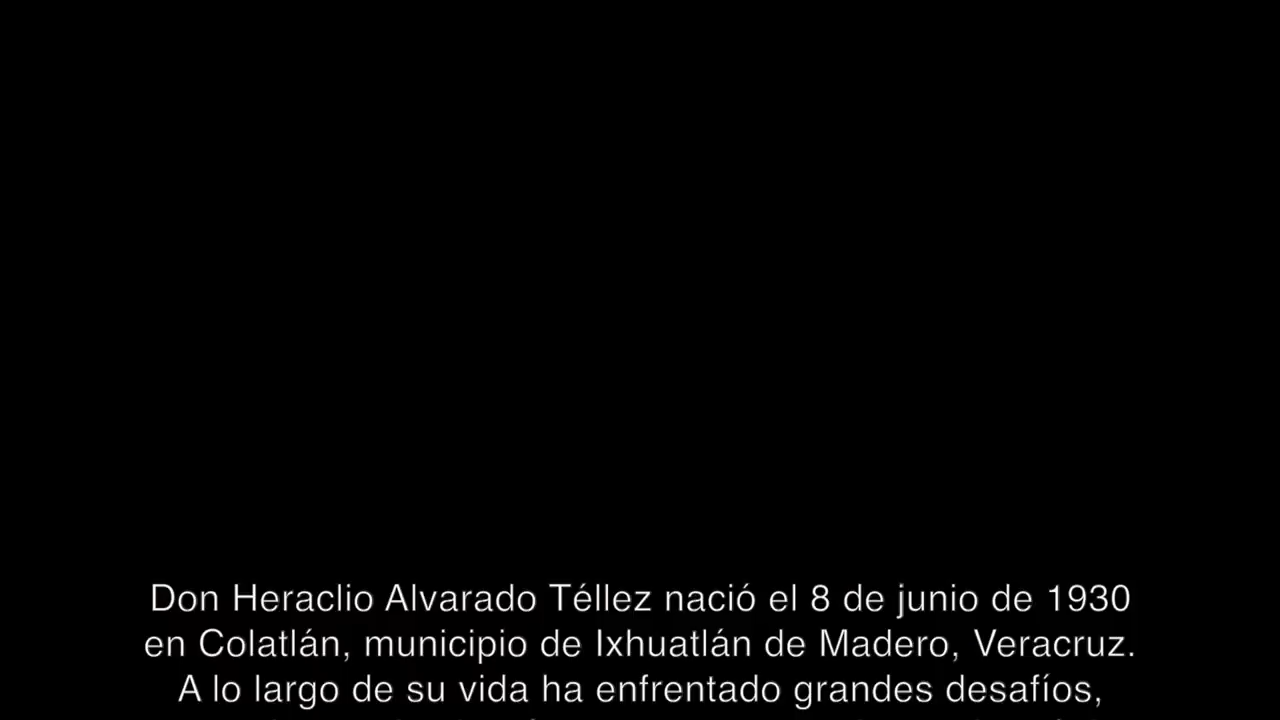 Don Heraclio Alvarado Téllez nació el 8 de junio de 1930
en Colatlán, municipio de Ixhuatlán de Madero, Veracruz.
A lo largo de su vida ha enfrentado grandes desafíos,